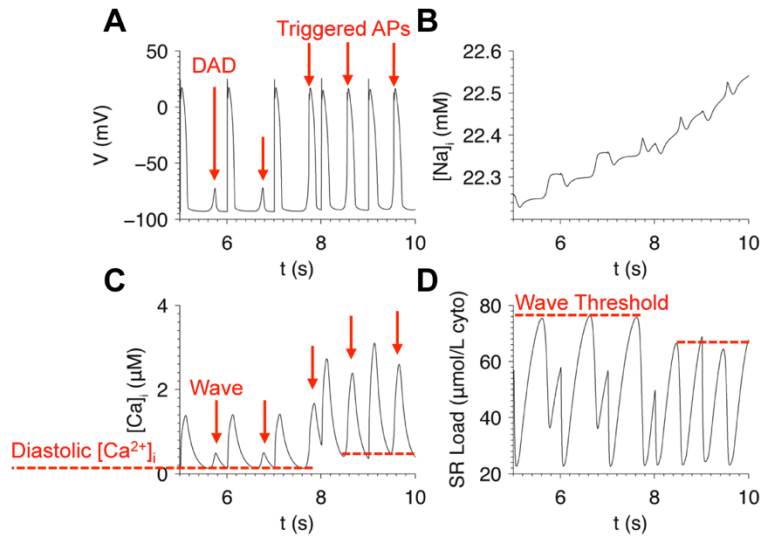 A
Triggered APs
DAD
50
0
−50
−100
V (mV)
6
8
10
t (s)
B
22.6
22.5
22.4
22.3
[Na]i (mM)
6
8
10
t (s)
C
4
2
0
[Ca]i (µM)
Wave
Diastolic [Ca²⁺]i
6
8
10
t (s)
D
Wave Threshold
80
60
40
20
SR Load (µmol/L cyto)
6
8
10
t (s)